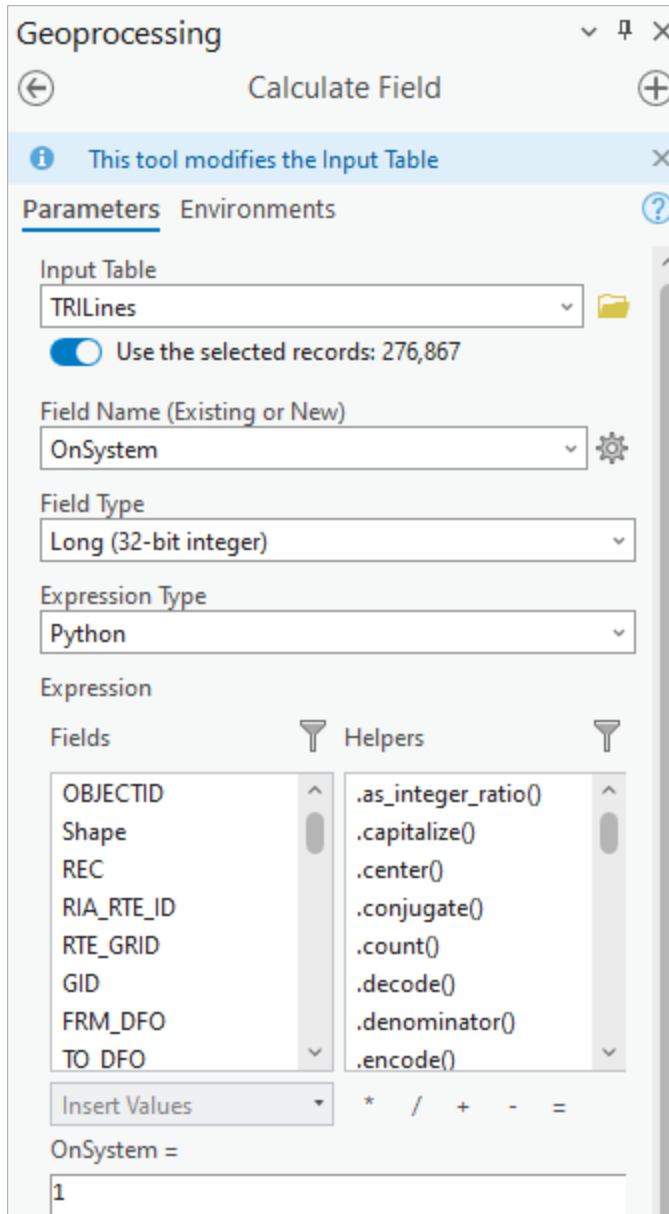 Geoprocessing
Calculate Field
This tool modifies the Input Table
Parameters Environments
Input Table
TRILines
Use the selected records: 276,867
Field Name (Existing or New)
OnSystem
Field Type
Long (32-bit integer)
Expression Type
Python
Expression
Fields Helpers
OBJECTID .as_integer_ratio()
Shape .capitalize()
REC .center()
RIA_RTE_ID .conjugate()
RTE_GRID .count()
GID .decode()
FRM_DFO .denominator()
TO_DFO .encode()
Insert Values * / + - =
OnSystem =
1